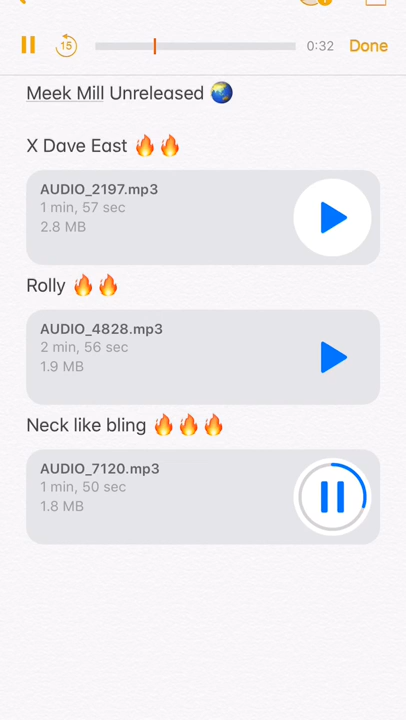 15
0:32 Done
Meek Mill Unreleased 🌏
X Dave East 🔥🔥
AUDIO_2197.mp3
1 min, 57 sec
2.8 MB
Rolly 🔥🔥
AUDIO_4828.mp3
2 min, 56 sec
1.9 MB
Neck like bling 🔥🔥🔥
AUDIO_7120.mp3
1 min, 50 sec
1.8 MB